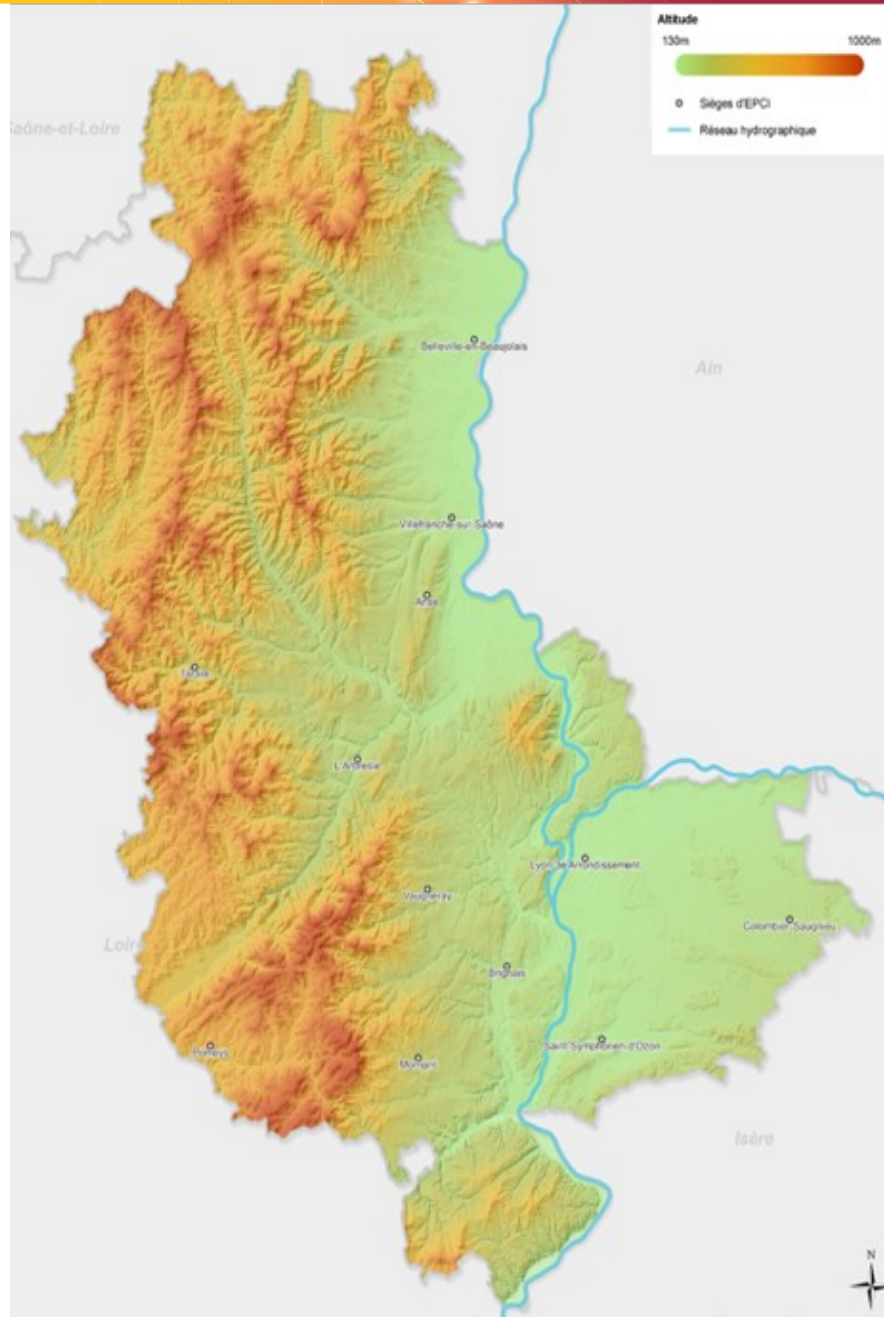 Altitude
130m 1000m
Sièges d'EPCI
Réseau hydrographique
Saône-et-Loire
Belleville-en-Beaujolais
Ain
Villefranche-sur-Saône
Anse
Tarare
L'Arbresle
Lyon 3e Arrondissement
Vaugneray
Colombier-Saugnieu
Loire
Brignais
Saint-Symphorien-d'Ozon
Pomeys
Mornant
Isère
N